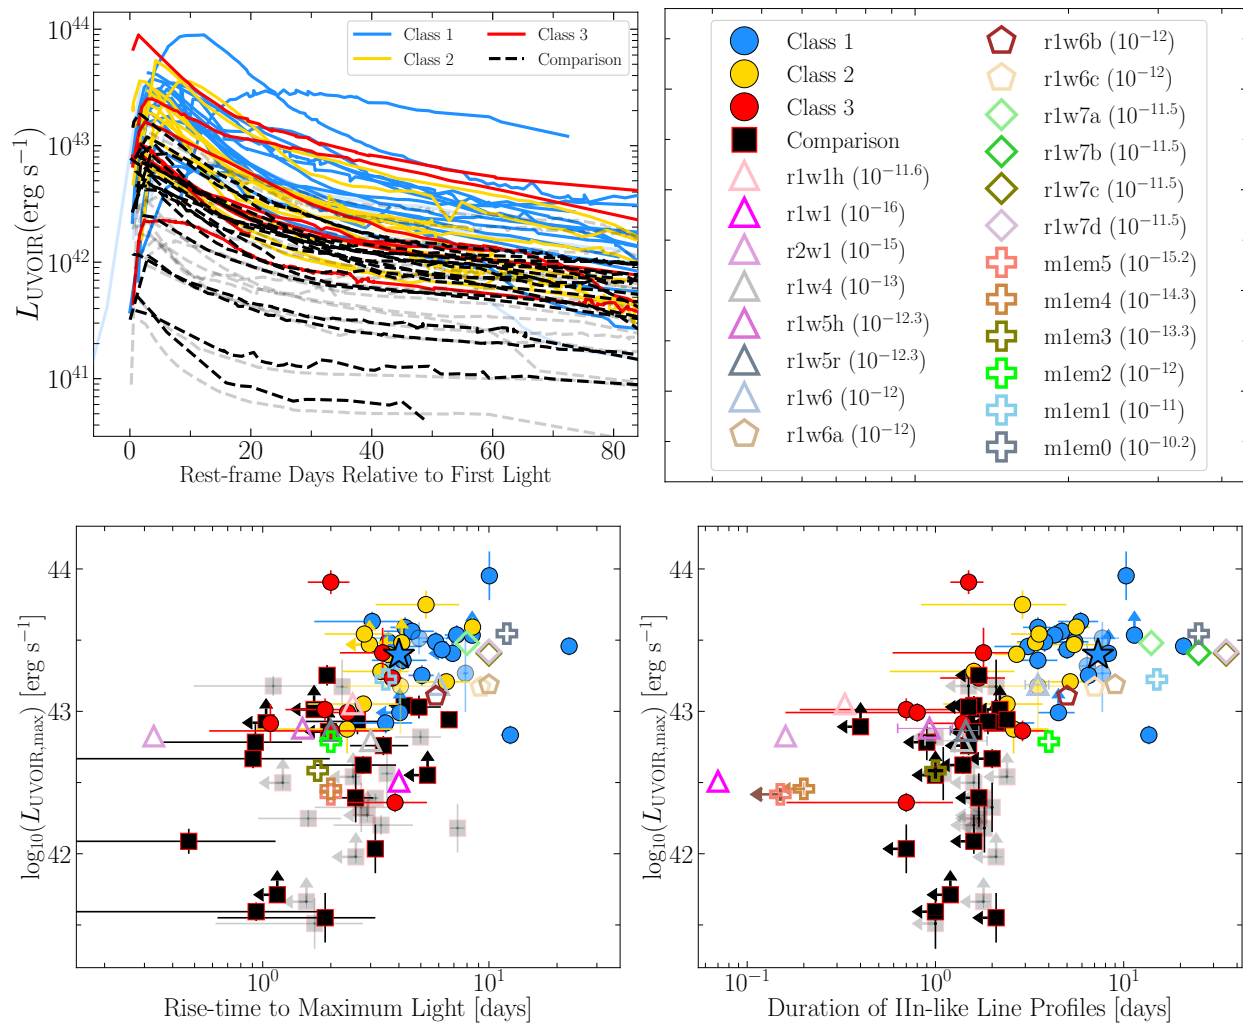 10^44
10^43
10^42
10^41
L_UVOIR(erg s^−1)
Class 1
Class 2
Class 3
Comparison
0 20 40 60 80
Rest-frame Days Relative to First Light
Class 1
Class 2
Class 3
Comparison
r1w1h (10^−11.6)
r1w1 (10^−16)
r2w1 (10^−15)
r1w4 (10^−13)
r1w5h (10^−12.3)
r1w5r (10^−12.3)
r1w6 (10^−12)
r1w6a (10^−12)
r1w6b (10^−12)
r1w6c (10^−12)
r1w7a (10^−11.5)
r1w7b (10^−11.5)
r1w7c (10^−11.5)
r1w7d (10^−11.5)
m1em5 (10^−15.2)
m1em4 (10^−14.3)
m1em3 (10^−13.3)
m1em2 (10^−12)
m1em1 (10^−11)
m1em0 (10^−10.2)
44
43
42
log_10(L_UVOIR,max) [erg s^−1]
10^0 10^1
Rise-time to Maximum Light [days]
44
43
42
log_10(L_UVOIR,max) [erg s^−1]
10^−1 10^0 10^1
Duration of IIn-like Line Profiles [days]